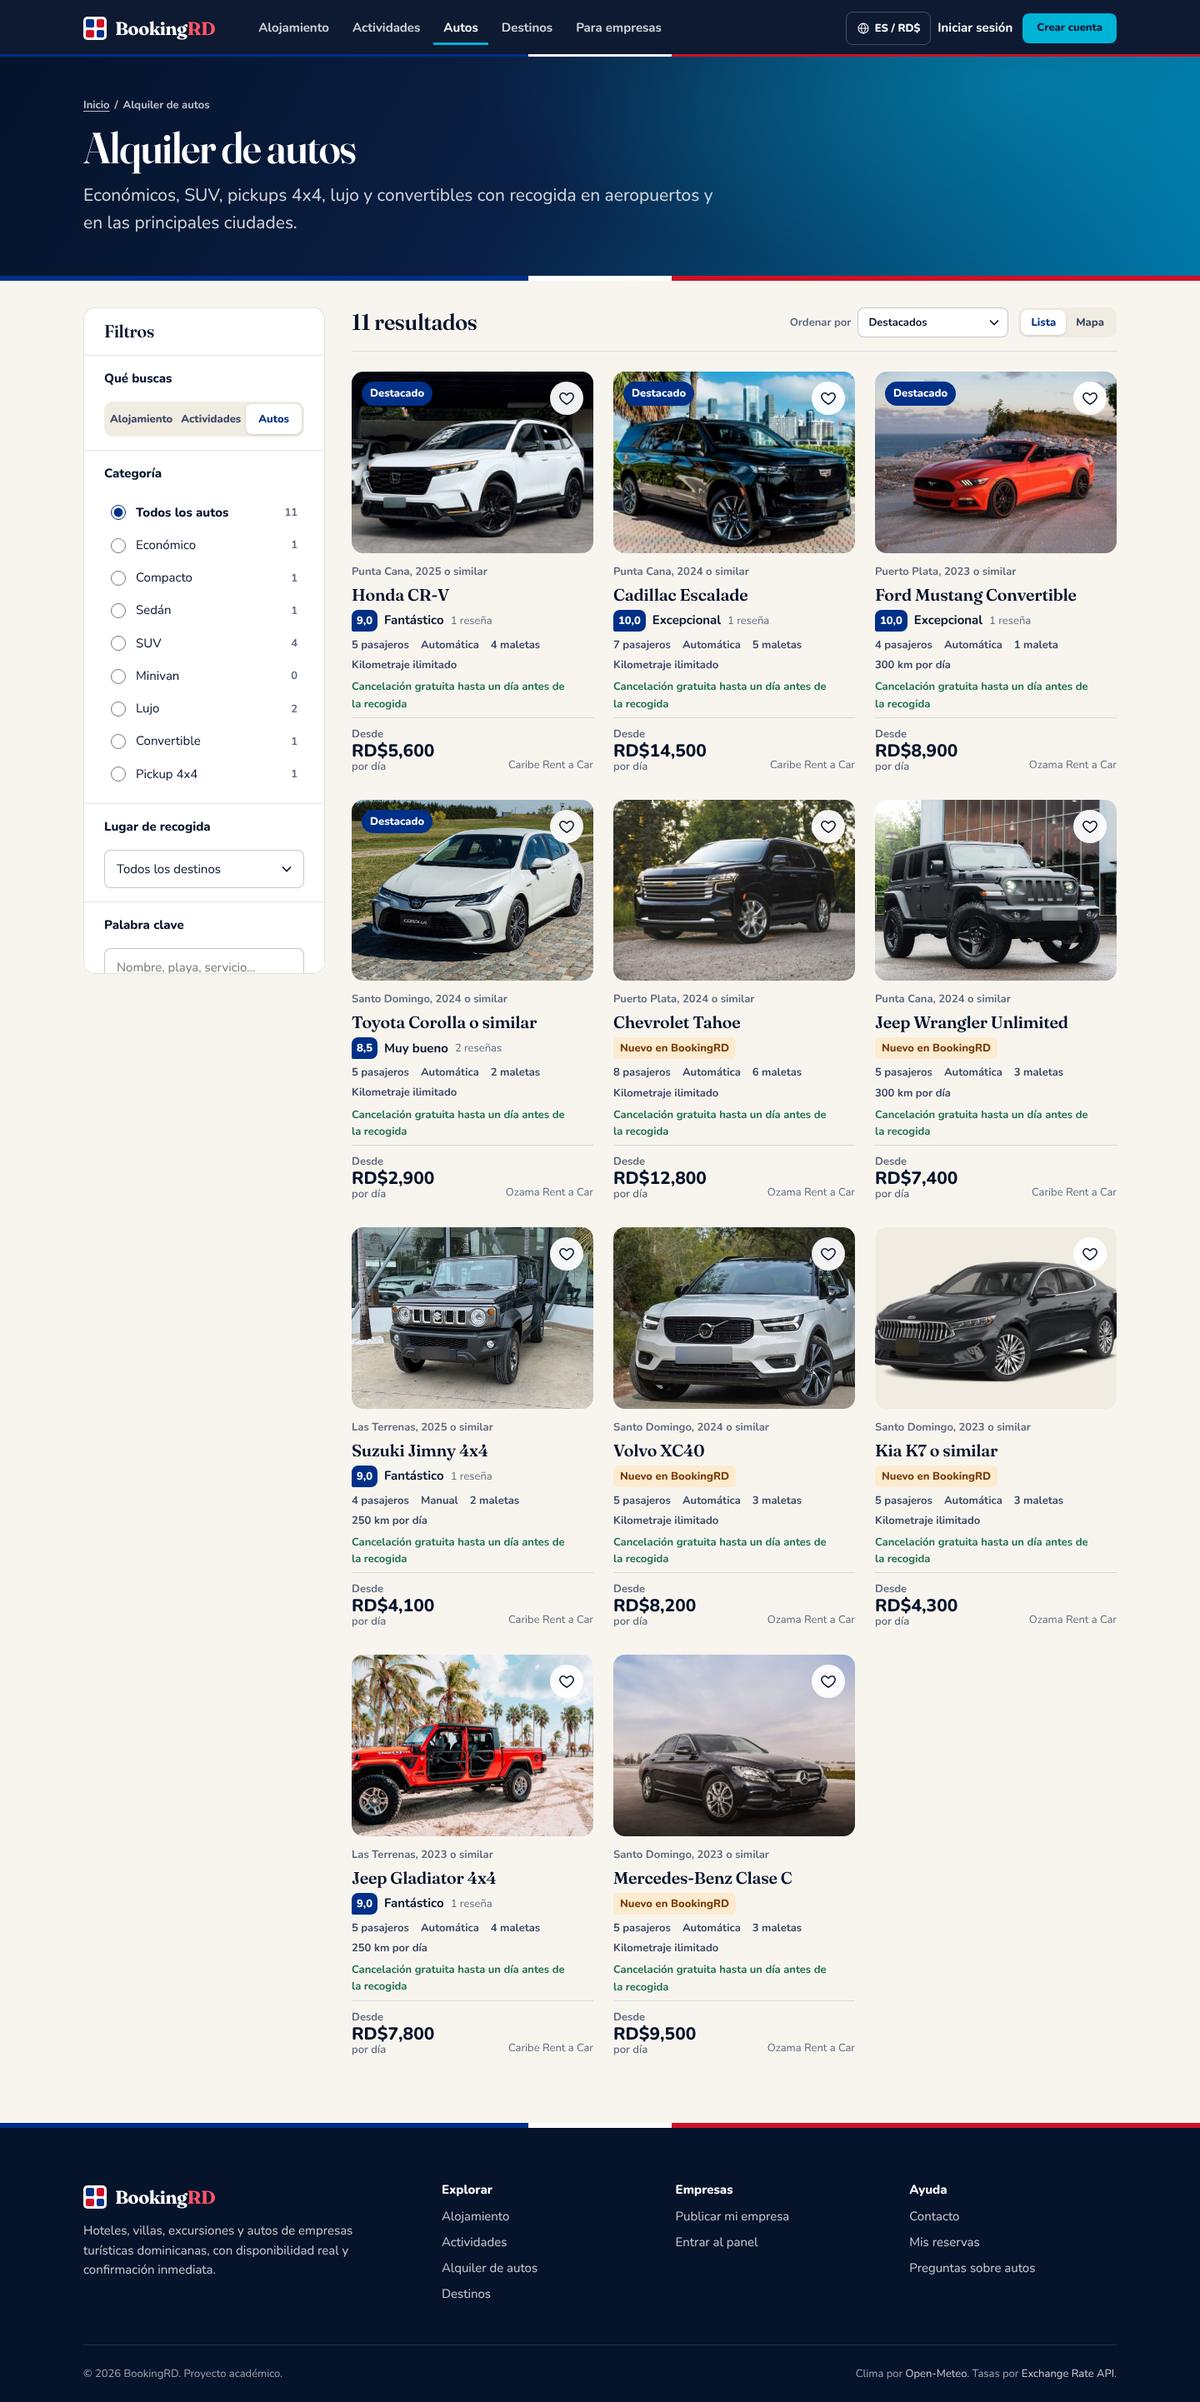 BookingRD
Alojamiento
Actividades
Autos
Destinos
Para empresas
ES / RD$
Iniciar sesión
Crear cuenta
Inicio / Alquiler de autos
Alquiler de autos
Económicos, SUV, pickups 4x4, lujo y convertibles con recogida en aeropuertos y
en las principales ciudades.
Filtros
Qué buscas
Alojamiento
Actividades
Autos
Categoría
Todos los autos 11
Económico 1
Compacto 1
Sedán 1
SUV 4
Minivan 0
Lujo 2
Convertible 1
Pickup 4x4 1
Lugar de recogida
Todos los destinos
Palabra clave
Nombre, playa, servicio...
11 resultados
Ordenar por
Destacados
Lista
Mapa
Destacado
Punta Cana, 2025 o similar
Honda CR-V
9,0 Fantástico 1 reseña
5 pasajeros Automática 4 maletas
Kilometraje ilimitado
Cancelación gratuita hasta un día antes de
la recogida
Desde
RD$5,600
por día
Caribe Rent a Car
Destacado
Punta Cana, 2024 o similar
Cadillac Escalade
10,0 Excepcional 1 reseña
7 pasajeros Automática 5 maletas
Kilometraje ilimitado
Cancelación gratuita hasta un día antes de
la recogida
Desde
RD$14,500
por día
Caribe Rent a Car
Destacado
Puerto Plata, 2023 o similar
Ford Mustang Convertible
10,0 Excepcional 1 reseña
4 pasajeros Automática 1 maleta
300 km por día
Cancelación gratuita hasta un día antes de
la recogida
Desde
RD$8,900
por día
Ozama Rent a Car
Destacado
COROLLA
Santo Domingo, 2024 o similar
Toyota Corolla o similar
8,5 Muy bueno 2 reseñas
5 pasajeros Automática 2 maletas
Kilometraje ilimitado
Cancelación gratuita hasta un día antes de
la recogida
Desde
RD$2,900
por día
Ozama Rent a Car
Puerto Plata, 2024 o similar
Chevrolet Tahoe
Nuevo en BookingRD
8 pasajeros Automática 6 maletas
Kilometraje ilimitado
Cancelación gratuita hasta un día antes de
la recogida
Desde
RD$12,800
por día
Ozama Rent a Car
Punta Cana, 2024 o similar
Jeep Wrangler Unlimited
Nuevo en BookingRD
5 pasajeros Automática 3 maletas
300 km por día
Cancelación gratuita hasta un día antes de
la recogida
Desde
RD$7,400
por día
Caribe Rent a Car
Las Terrenas, 2025 o similar
Suzuki Jimny 4x4
9,0 Fantástico 1 reseña
4 pasajeros Manual 2 maletas
250 km por día
Cancelación gratuita hasta un día antes de
la recogida
Desde
RD$4,100
por día
Caribe Rent a Car
Santo Domingo, 2024 o similar
Volvo XC40
Nuevo en BookingRD
5 pasajeros Automática 3 maletas
Kilometraje ilimitado
Cancelación gratuita hasta un día antes de
la recogida
Desde
RD$8,200
por día
Ozama Rent a Car
Santo Domingo, 2023 o similar
Kia K7 o similar
Nuevo en BookingRD
5 pasajeros Automática 3 maletas
Kilometraje ilimitado
Cancelación gratuita hasta un día antes de
la recogida
Desde
RD$4,300
por día
Ozama Rent a Car
Las Terrenas, 2023 o similar
Jeep Gladiator 4x4
9,0 Fantástico 1 reseña
5 pasajeros Automática 4 maletas
250 km por día
Cancelación gratuita hasta un día antes de
la recogida
Desde
RD$7,800
por día
Caribe Rent a Car
Santo Domingo, 2023 o similar
Mercedes-Benz Clase C
Nuevo en BookingRD
5 pasajeros Automática 3 maletas
Kilometraje ilimitado
Cancelación gratuita hasta un día antes de
la recogida
Desde
RD$9,500
por día
Ozama Rent a Car
BookingRD
Hoteles, villas, excursiones y autos de empresas
turísticas dominicanas, con disponibilidad real y
confirmación inmediata.
Explorar
Alojamiento
Actividades
Alquiler de autos
Destinos
Empresas
Publicar mi empresa
Entrar al panel
Ayuda
Contacto
Mis reservas
Preguntas sobre autos
© 2026 BookingRD. Proyecto académico.
Clima por Open-Meteo. Tasas por Exchange Rate API.